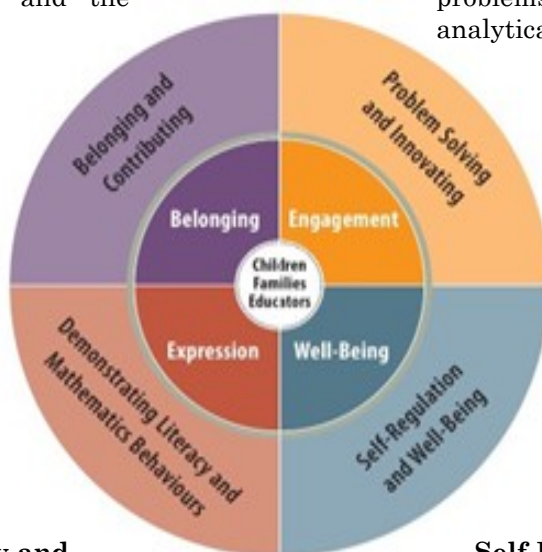 and the
problems
analytica
Belonging and
Contributing
Problem Solving
and Innovating
Belonging
Engagement
Children
Families
Educators
Expression
Well-Being
Demonstrating Literacy and
Mathematics Behaviours
Self-Regulation
and Well-Being
y and